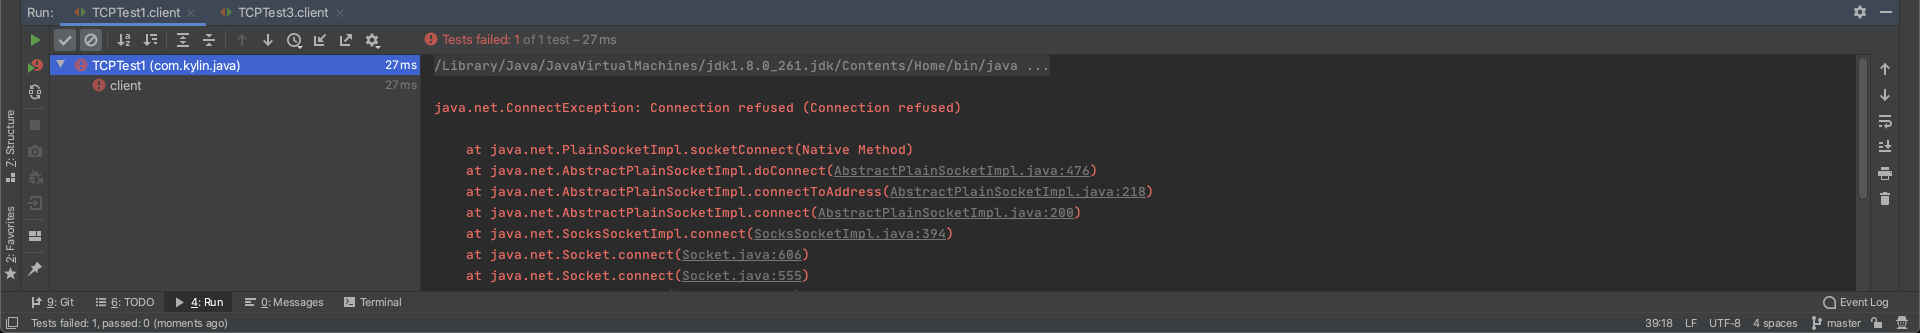 Run: TCPTest1.client TCPTest3.client
Tests failed: 1 of 1 test – 27 ms
TCPTest1 (com.kylin.java) 27 ms
client 27 ms
/Library/Java/JavaVirtualMachines/jdk1.8.0_261.jdk/Contents/Home/bin/java ...
java.net.ConnectException: Connection refused (Connection refused)
at java.net.PlainSocketImpl.socketConnect(Native Method)
at java.net.AbstractPlainSocketImpl.doConnect(AbstractPlainSocketImpl.java:476)
at java.net.AbstractPlainSocketImpl.connectToAddress(AbstractPlainSocketImpl.java:218)
at java.net.AbstractPlainSocketImpl.connect(AbstractPlainSocketImpl.java:200)
at java.net.SocksSocketImpl.connect(SocksSocketImpl.java:394)
at java.net.Socket.connect(Socket.java:606)
at java.net.Socket.connect(Socket.java:555)
Z: Structure
2: Favorites
9: Git 6: TODO 4: Run 0: Messages Terminal Event Log
Tests failed: 1, passed: 0 (moments ago) 39:18 LF UTF-8 4 spaces master